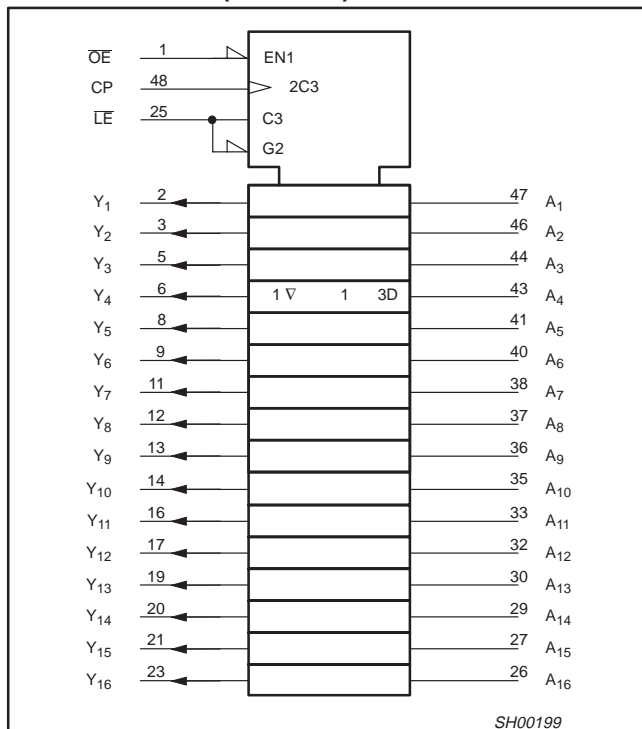 OE 1 EN1
CP 48 2C3
LE 25 C3
G2
Y1 2 47 A1
Y2 3 46 A2
Y3 5 44 A3
Y4 6 1 ∇ 1 3D 43 A4
Y5 8 41 A5
Y6 9 40 A6
Y7 11 38 A7
Y8 12 37 A8
Y9 13 36 A9
Y10 14 35 A10
Y11 16 33 A11
Y12 17 32 A12
Y13 19 30 A13
Y14 20 29 A14
Y15 21 27 A15
Y16 23 26 A16
SH00199